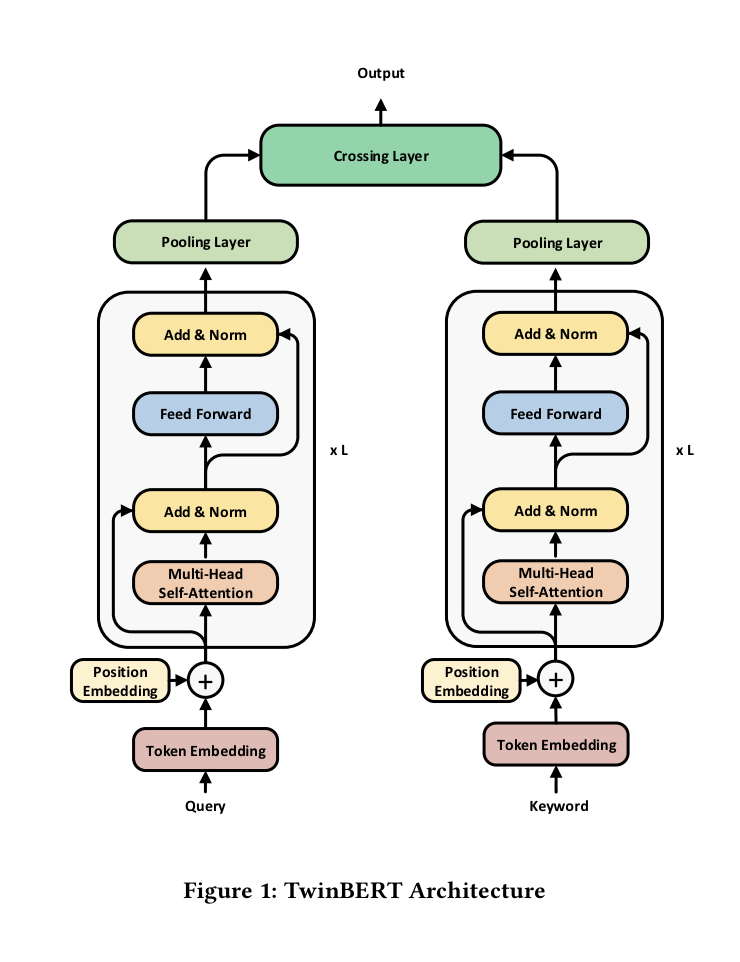 Output
Crossing Layer
Pooling Layer
Pooling Layer
Add & Norm
Add & Norm
Feed Forward
Feed Forward
x L
x L
Add & Norm
Add & Norm
Multi-Head
Self-Attention
Multi-Head
Self-Attention
Position
Embedding
+
Position
Embedding
+
Token Embedding
Token Embedding
Query
Keyword
Figure 1: TwinBERT Architecture